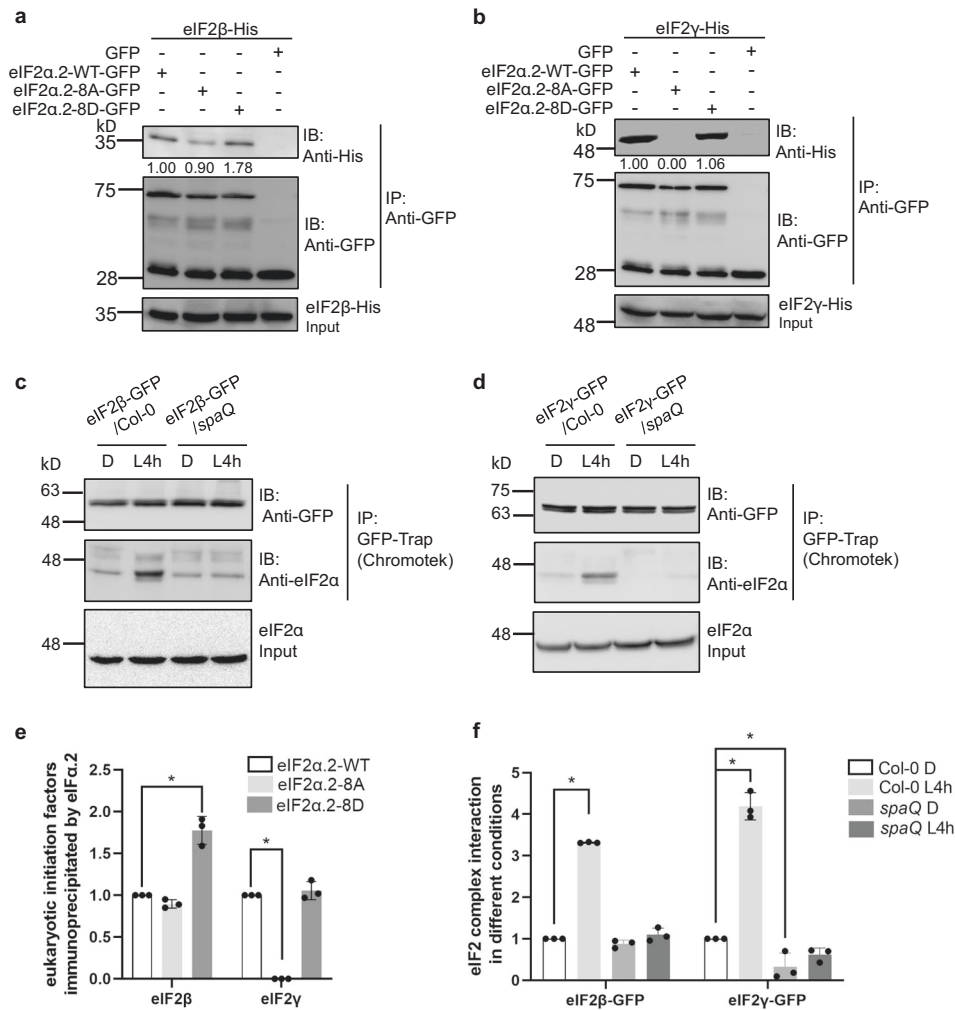 a
eIF2β-His
GFP - - - +
eIF2α.2-WT-GFP + - - -
eIF2α.2-8A-GFP - + - -
eIF2α.2-8D-GFP - - + -
kD
35
IB:
Anti-His
1.00 0.90 1.78
75
28
IB:
Anti-GFP
IP:
Anti-GFP
35
eIF2β-His
Input
b
eIF2γ-His
GFP - - - +
eIF2α.2-WT-GFP + - - -
eIF2α.2-8A-GFP - + - -
eIF2α.2-8D-GFP - - + -
kD
48
IB:
Anti-His
1.00 0.00 1.06
75
28
IB:
Anti-GFP
IP:
Anti-GFP
48
eIF2γ-His
Input
c
eIF2β-GFP
/Col-0
eIF2β-GFP
/spaQ
kD
D L4h D L4h
63
48
IB:
Anti-GFP
48
IB:
Anti-eIF2α
IP:
GFP-Trap
(Chromotek)
48
eIF2α
Input
d
eIF2γ-GFP
/Col-0
eIF2γ-GFP
/spaQ
kD
D L4h D L4h
75
63
IB:
Anti-GFP
48
IB:
Anti-eIF2α
IP:
GFP-Trap
(Chromotek)
48
eIF2α
Input
e
eukaryotic initiation factors
immunoprecipitated by eIFα.2
2.5
2.0
1.5
1.0
0.5
0.0
* *
eIF2α.2-WT
eIF2α.2-8A
eIF2α.2-8D
eIF2β eIF2γ
f
eIF2 complex interaction
in different conditions
5
4
3
2
1
0
* * *
Col-0 D
Col-0 L4h
spaQ D
spaQ L4h
eIF2β-GFP eIF2γ-GFP